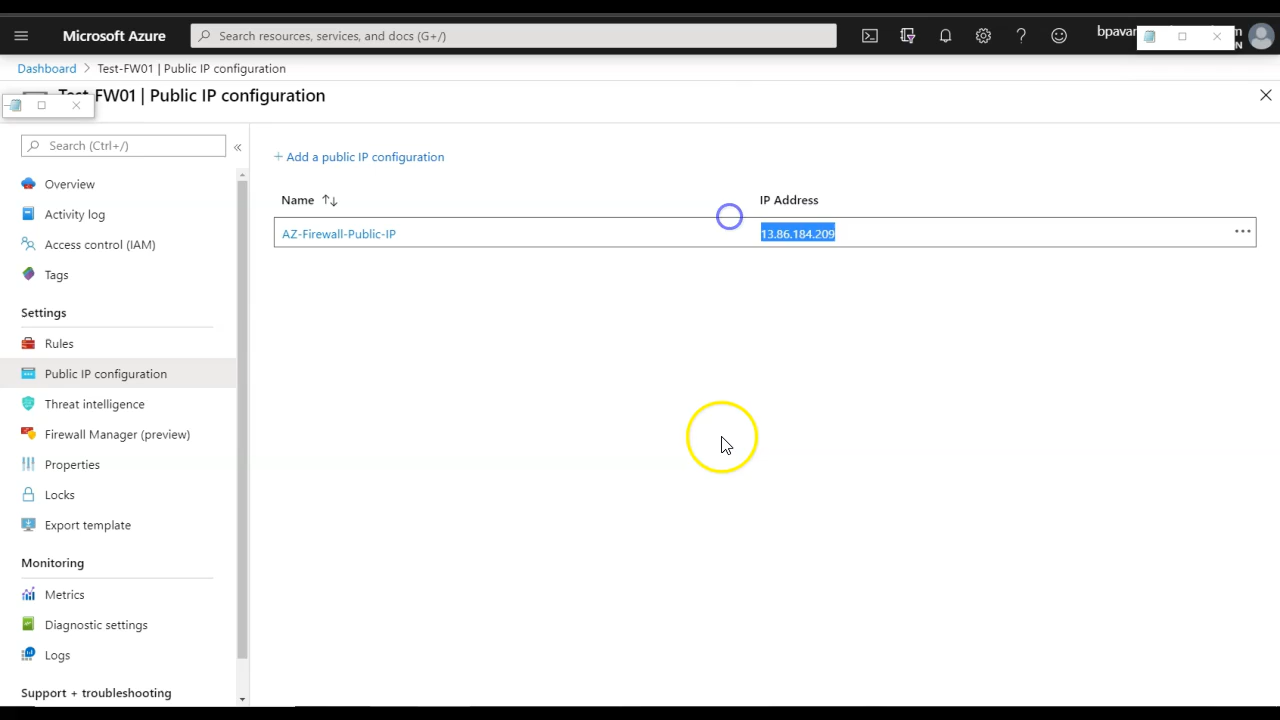 Microsoft Azure
Search resources, services, and docs (G+/)
bpavar
N
Dashboard > Test-FW01 | Public IP configuration
Test-FW01 | Public IP configuration
Search (Ctrl+/)
«
Overview
Activity log
Access control (IAM)
Tags
Settings
Rules
Public IP configuration
Threat intelligence
Firewall Manager (preview)
Properties
Locks
Export template
Monitoring
Metrics
Diagnostic settings
Logs
Support + troubleshooting
+ Add a public IP configuration
Name ↑↓ IP Address
AZ-Firewall-Public-IP 13.86.184.209 ...